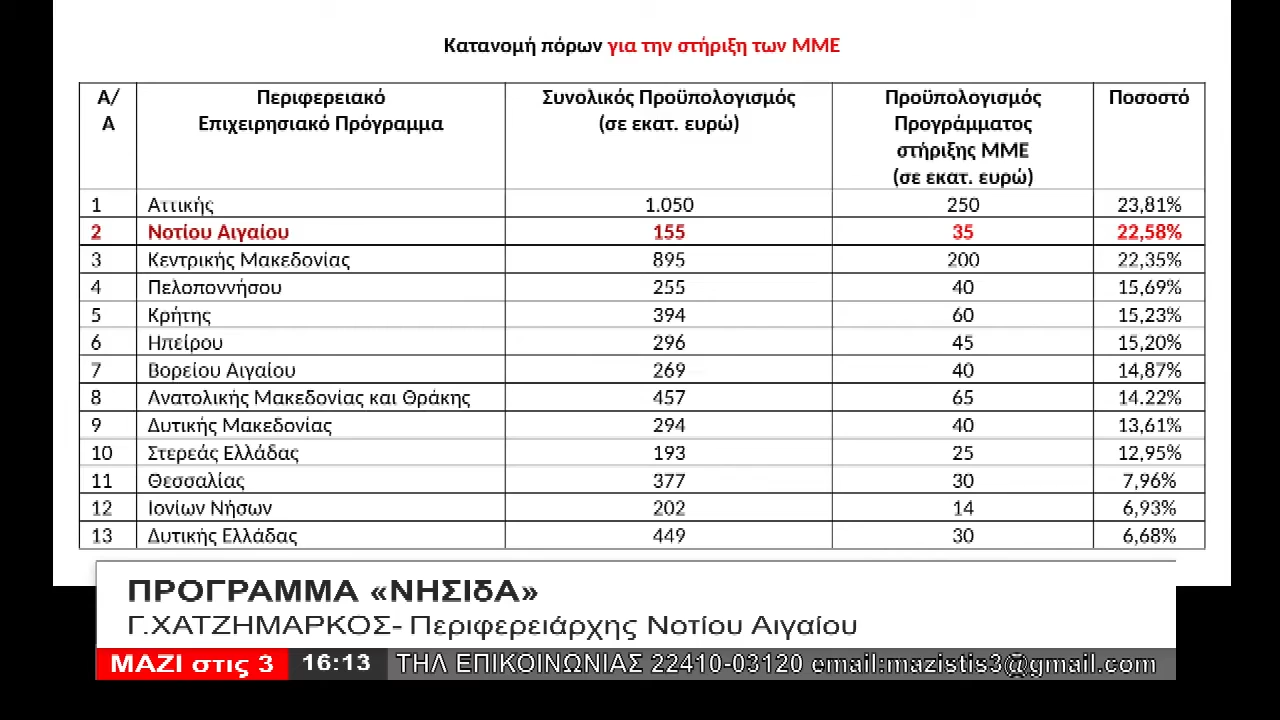 Κατανομή πόρων για την στήριξη των ΜΜΕ
Α/Α Περιφερειακό Επιχειρησιακό Πρόγραμμα Συνολικός Προϋπολογισμός (σε εκατ. ευρώ) Προϋπολογισμός Προγράμματος στήριξης ΜΜΕ (σε εκατ. ευρώ) Ποσοστό
1 Αττικής 1.050 250 23,81%
2 Νοτίου Αιγαίου 155 35 22,58%
3 Κεντρικής Μακεδονίας 895 200 22,35%
4 Πελοποννήσου 255 40 15,69%
5 Κρήτης 394 60 15,23%
6 Ηπείρου 296 45 15,20%
7 Βορείου Αιγαίου 269 40 14,87%
8 Ανατολικής Μακεδονίας και Θράκης 457 65 14.22%
9 Δυτικής Μακεδονίας 294 40 13,61%
10 Στερεάς Ελλάδας 193 25 12,95%
11 Θεσσαλίας 377 30 7,96%
12 Ιονίων Νήσων 202 14 6,93%
13 Δυτικής Ελλάδας 449 30 6,68%
ΠΡΟΓΡΑΜΜΑ «ΝΗΣΙδΑ»
Γ.ΧΑΤΖΗΜΑΡΚΟΣ- Περιφερειάρχης Νοτίου Αιγαίου
ΜΑΖΙ στις 3 16:13 ΤΗΛ ΕΠΙΚΟΙΝΩΝΙΑΣ 22410-03120 email:mazistis3@gmail.com